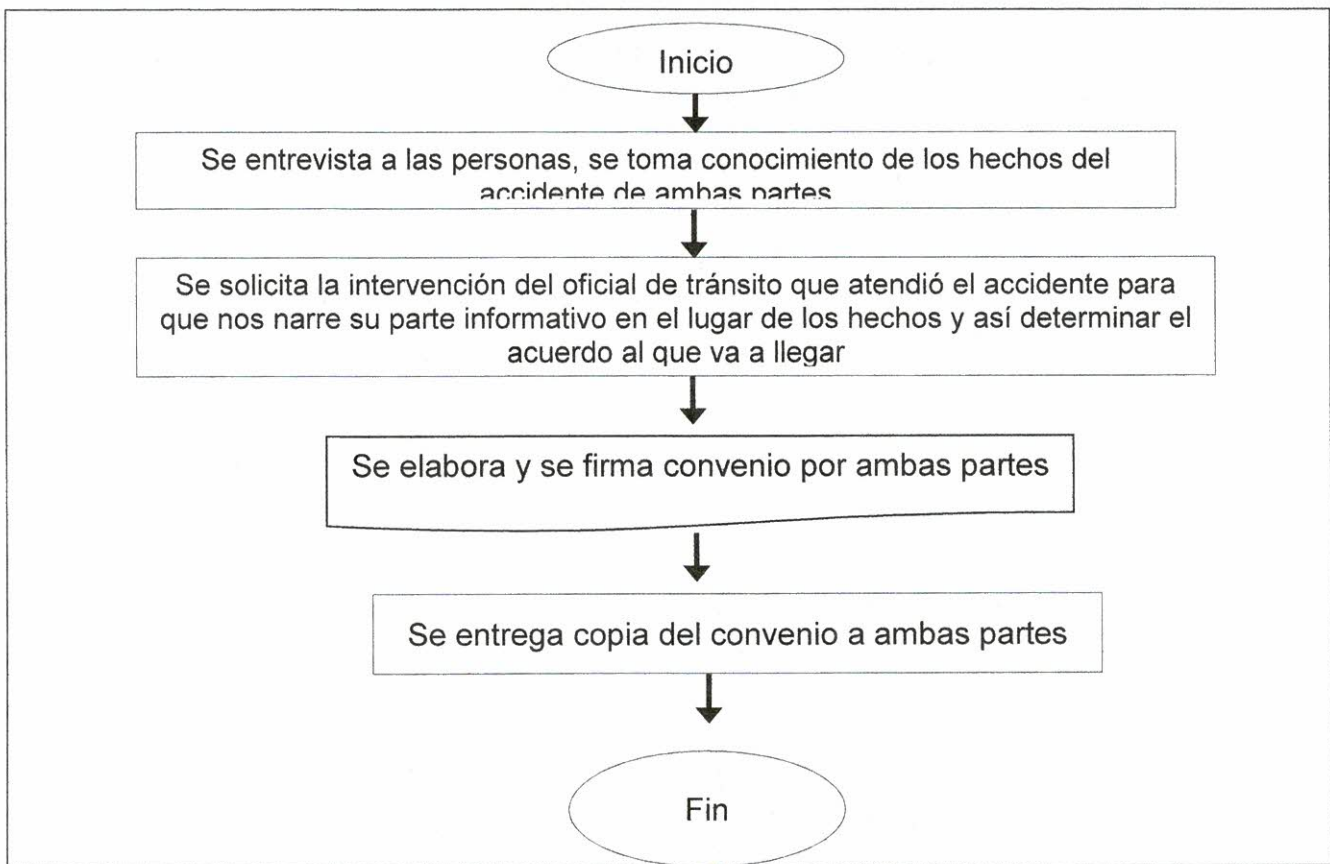 Inicio
Se entrevista a las personas, se toma conocimiento de los hechos del
accidente de ambas partes
Se solicita la intervención del oficial de tránsito que atendió el accidente para
que nos narre su parte informativo en el lugar de los hechos y así determinar el
acuerdo al que va a llegar
Se elabora y se firma convenio por ambas partes
Se entrega copia del convenio a ambas partes
Fin